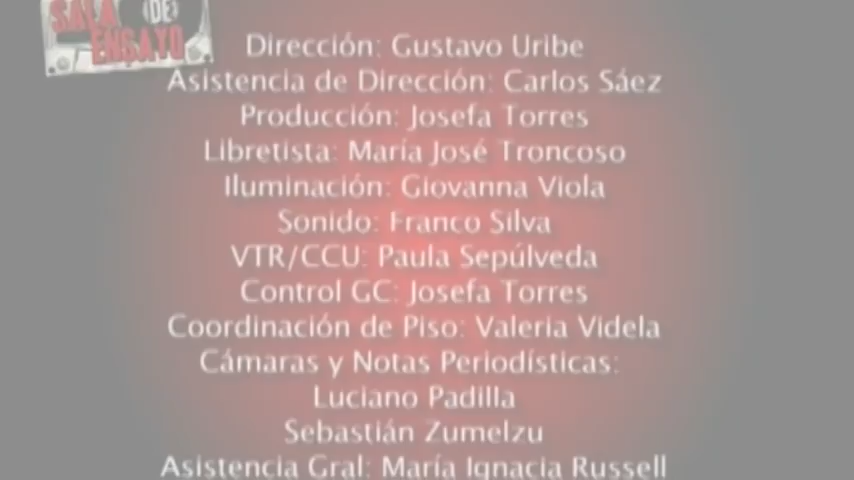 SALA (DE)
ENSAYO
Dirección: Gustavo Uribe
Asistencia de Dirección: Carlos Sáez
Producción: Josefa Torres
Libretista: María José Troncoso
Iluminación: Giovanna Viola
Sonido: Franco Silva
VTR/CCU: Paula Sepúlveda
Control GC: Josefa Torres
Coordinación de Piso: Valeria Videla
Cámaras y Notas Periodísticas:
Luciano Padilla
Sebastián Zumelzu
Asistencia Gral: María Ignacia Russell